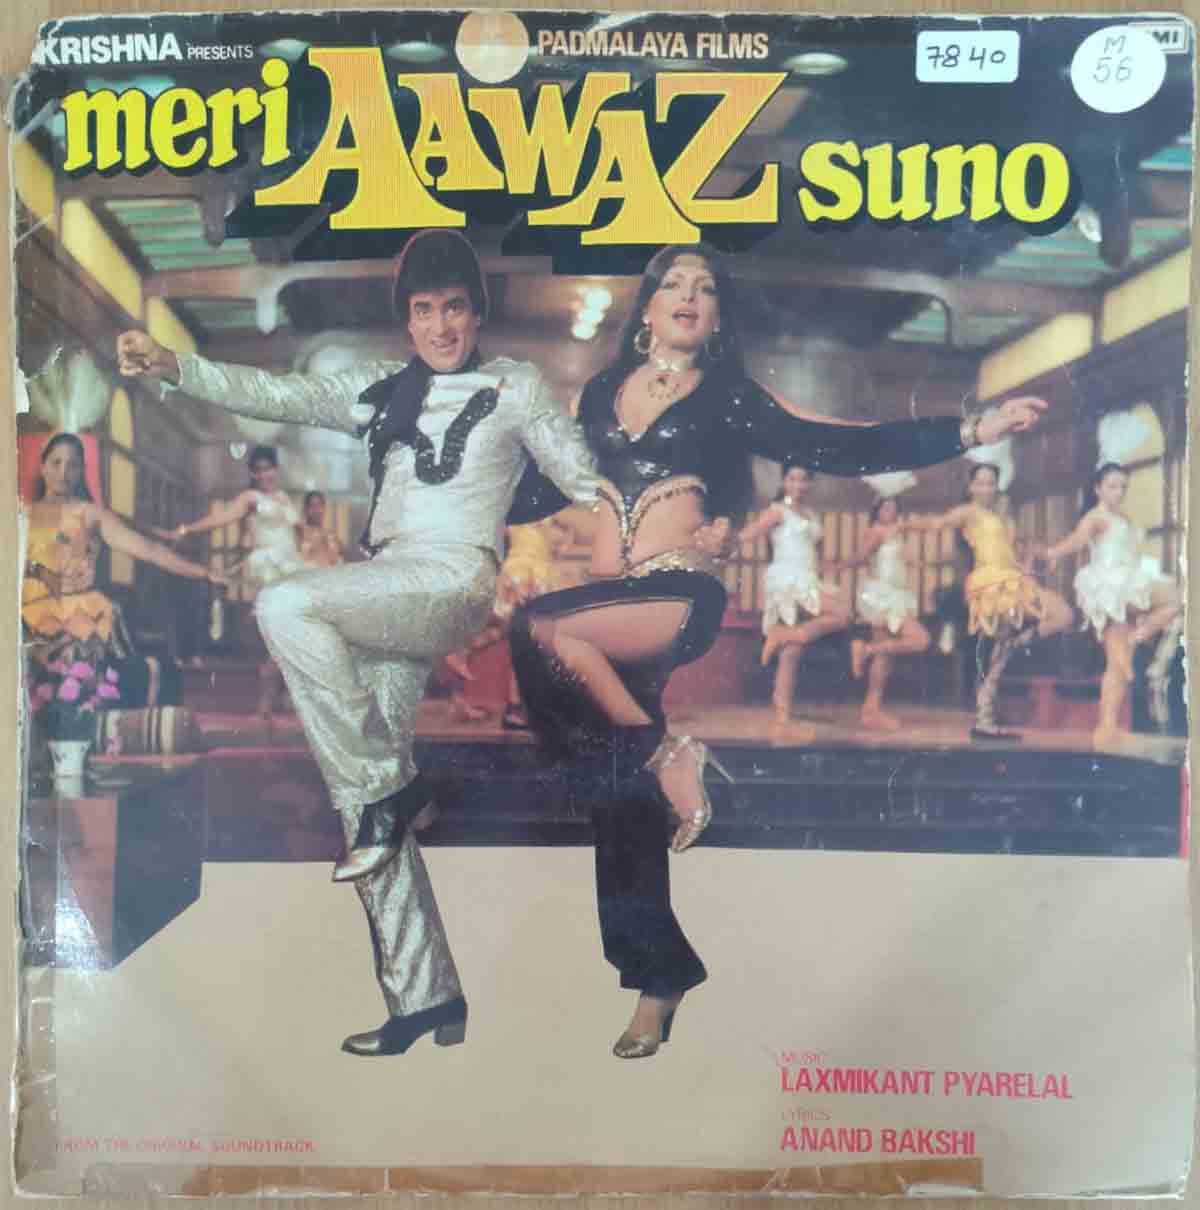 KRISHNA PRESENTS
PADMALAYA FILMS
7840
M
56
EMI
meri AAWAZ suno
MUSIC
LAXMIKANT PYARELAL
LYRICS
ANAND BAKSHI
FROM THE ORIGINAL SOUNDTRACK